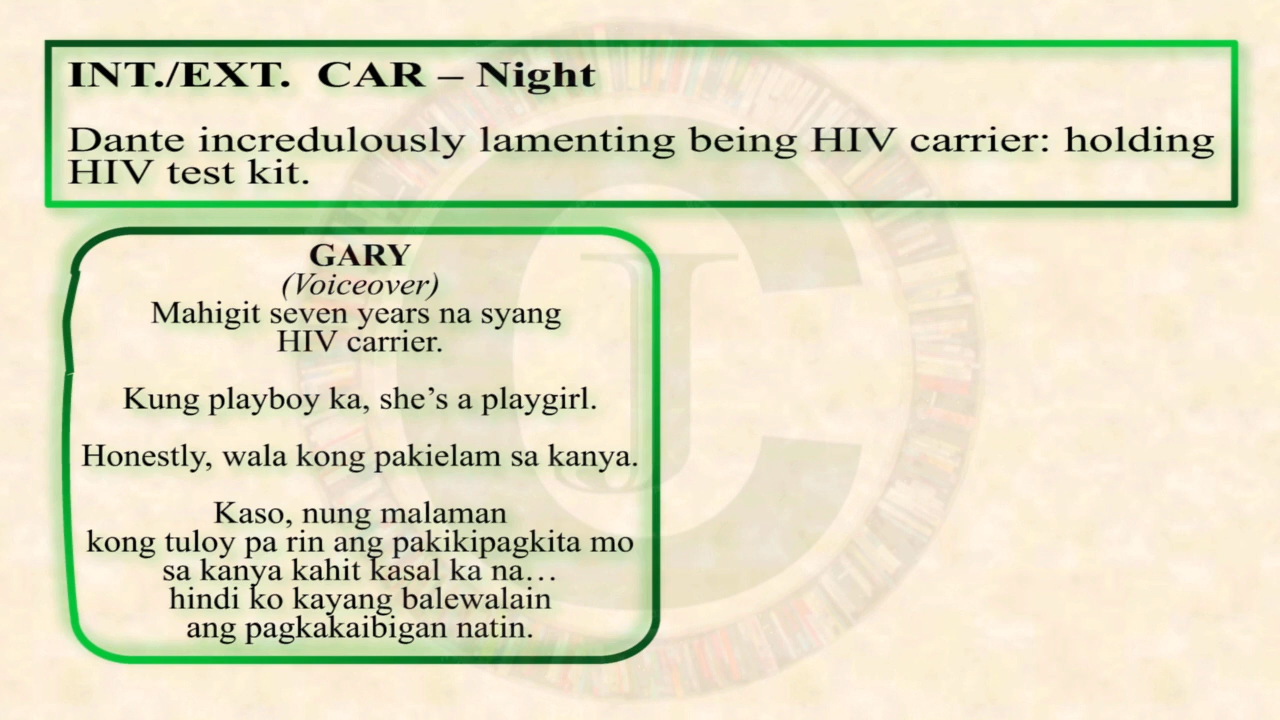 INT./EXT. CAR – Night
Dante incredulously lamenting being HIV carrier: holding
HIV test kit.
GARY
(Voiceover)
Mahigit seven years na syang
HIV carrier.
Kung playboy ka, she’s a playgirl.
Honestly, wala kong pakielam sa kanya.
Kaso, nung malaman
kong tuloy pa rin ang pakikipagkita mo
sa kanya kahit kasal ka na…
hindi ko kayang balewalain
ang pagkakaibigan natin.